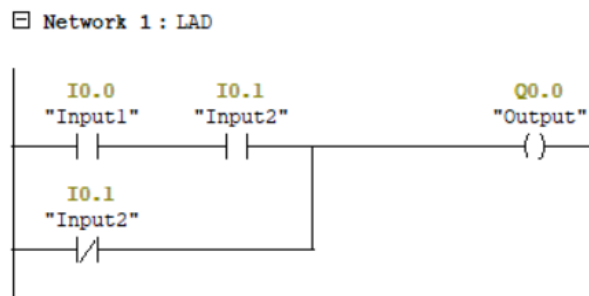 Network 1 : LAD
I0.0 I0.1 Q0.0
"Input1" "Input2" "Output"
I0.1
"Input2"